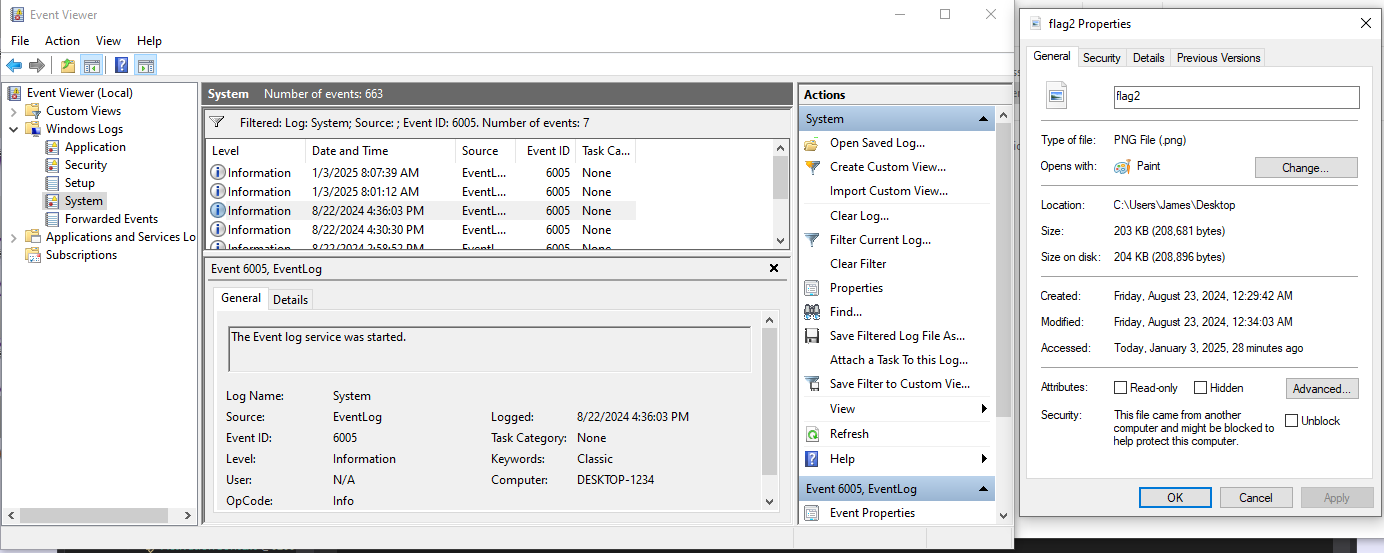 Event Viewer
File Action View Help
Event Viewer (Local)
Custom Views
Windows Logs
Application
Security
Setup
System
Forwarded Events
Applications and Services Lo
Subscriptions
System Number of events: 663
Filtered: Log: System; Source: ; Event ID: 6005. Number of events: 7
Level Date and Time Source Event ID Task Ca...
Information 1/3/2025 8:07:39 AM EventL... 6005 None
Information 1/3/2025 8:01:12 AM EventL... 6005 None
Information 8/22/2024 4:36:03 PM EventL... 6005 None
Information 8/22/2024 4:30:30 PM EventL... 6005 None
Information 8/22/2024 2:58:52 PM EventL... 6005 None
Event 6005, EventLog
General Details
The Event log service was started.
Log Name: System
Source: EventLog Logged: 8/22/2024 4:36:03 PM
Event ID: 6005 Task Category: None
Level: Information Keywords: Classic
User: N/A Computer: DESKTOP-1234
OpCode: Info
Actions
System
Open Saved Log...
Create Custom View...
Import Custom View...
Clear Log...
Filter Current Log...
Clear Filter
Properties
Find...
Save Filtered Log File As...
Attach a Task To this Log...
Save Filter to Custom Vie...
View
Refresh
Help
Event 6005, EventLog
Event Properties
flag2 Properties
General Security Details Previous Versions
flag2
Type of file: PNG File (.png)
Opens with: Paint Change...
Location: C:\Users\James\Desktop
Size: 203 KB (208,681 bytes)
Size on disk: 204 KB (208,896 bytes)
Created: Friday, August 23, 2024, 12:29:42 AM
Modified: Friday, August 23, 2024, 12:34:03 AM
Accessed: Today, January 3, 2025, 28 minutes ago
Attributes: Read-only Hidden Advanced...
Security: This file came from another
computer and might be blocked to
help protect this computer.
Unblock
OK Cancel Apply